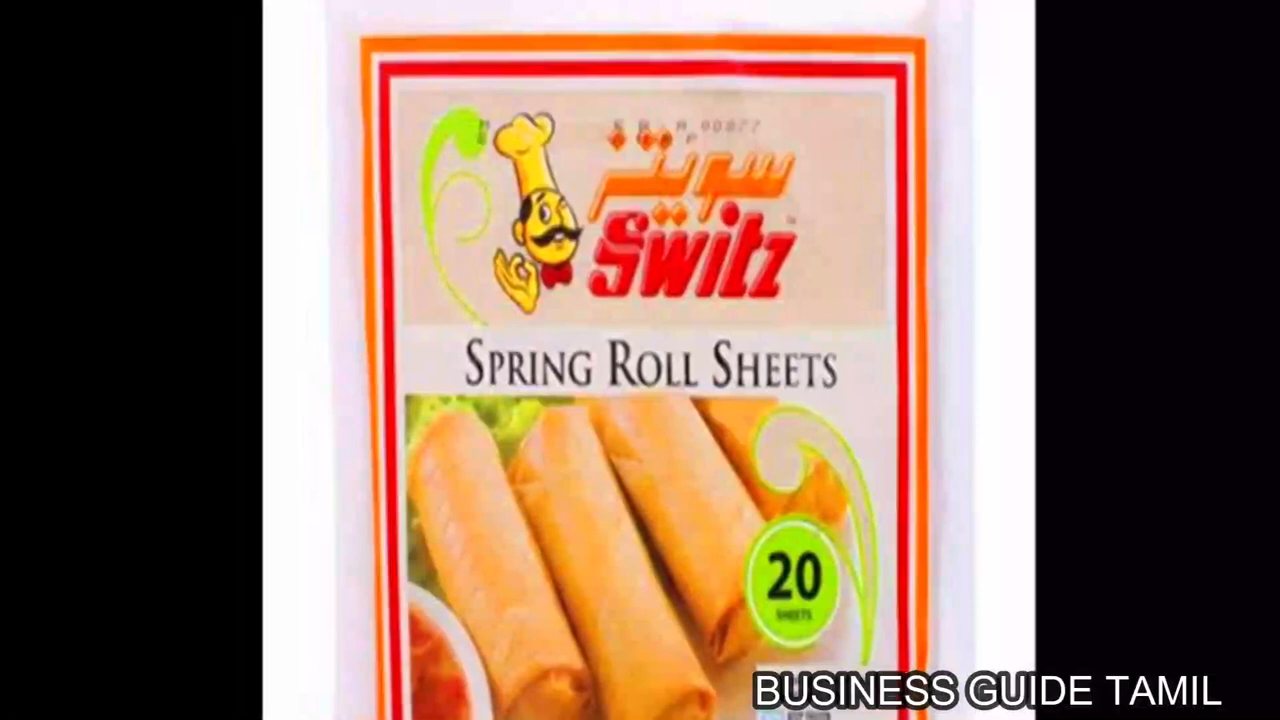 سويتز
Switz
SPRING ROLL SHEETS
20
SHEETS
BUSINESS GUIDE TAMIL